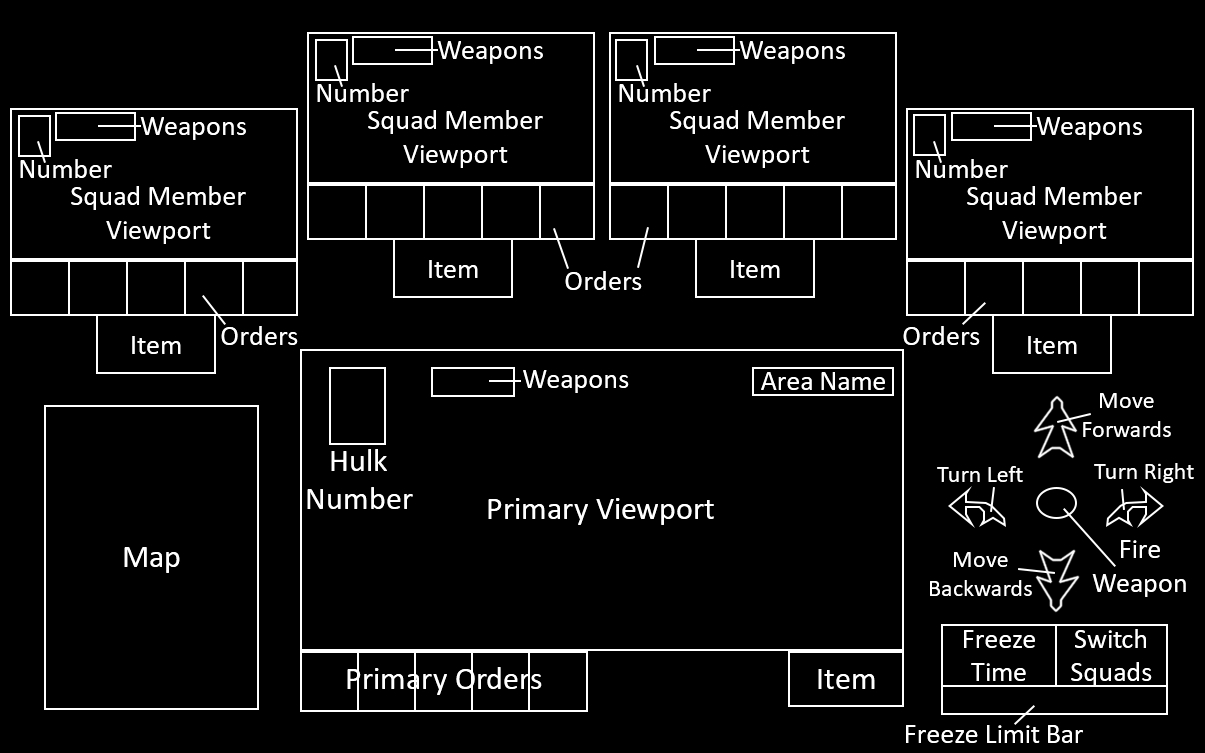 Weapons
Number
Squad Member
Viewport
Orders
Item
Weapons
Number
Squad Member
Viewport
Item
Orders
Weapons
Number
Squad Member
Viewport
Item
Weapons
Number
Squad Member
Viewport
Orders
Item
Map
Weapons
Area Name
Hulk
Number
Primary Viewport
Primary Orders
Item
Move
Forwards
Turn Left
Turn Right
Fire
Weapon
Move
Backwards
Freeze
Time
Switch
Squads
Freeze Limit Bar